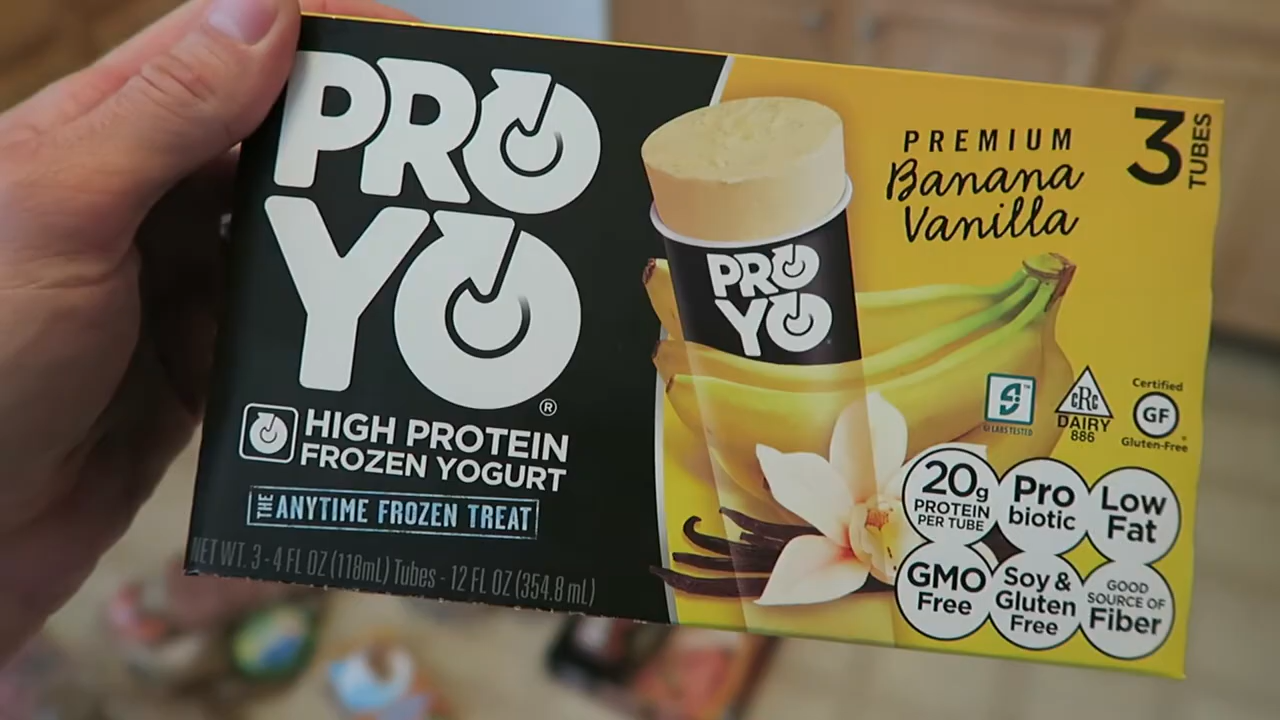 PRO
YO
®
HIGH PROTEIN
FROZEN YOGURT
THE ANYTIME FROZEN TREAT
NET WT. 3 - 4 FL OZ (118mL) Tubes - 12 FL OZ (354.8 mL)
PREMIUM
Banana
Vanilla
3 TUBES
PRO
YO
GI LABS TESTED
CRC
DAIRY
886
Certified
GF
Gluten-Free
20g
PROTEIN
PER TUBE
Pro
biotic
Low
Fat
GMO
Free
Soy &
Gluten
Free
GOOD
SOURCE OF
Fiber